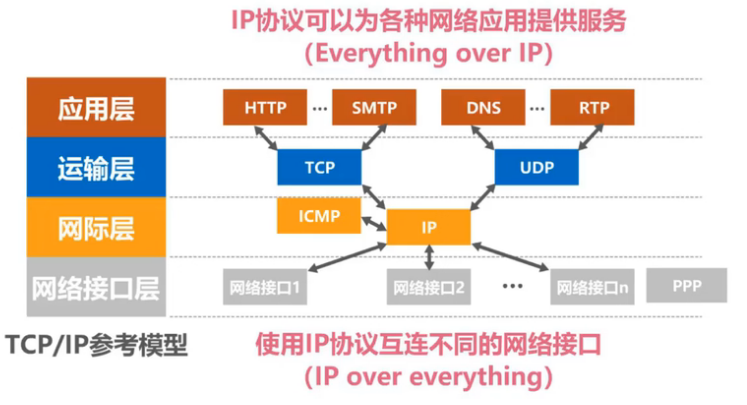 IP协议可以为各种网络应用提供服务
（Everything over IP）
应用层
HTTP ··· SMTP DNS ··· RTP
运输层
TCP UDP
网际层
ICMP
IP
网络接口层
网络接口1 网络接口2 ··· 网络接口n PPP
TCP/IP参考模型
使用IP协议互连不同的网络接口
（IP over everything）